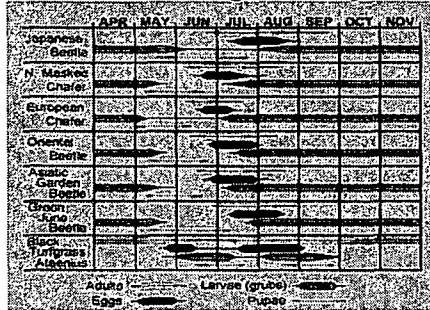 APR MAY JUN JUL AUG SEP OCT NOV
Japanese
Beetle
N. Masked
Chafer
European
Chafer
Oriental
Beetle
Asiatic
Garden
Beetle
Green
June
Beetle
Black
Turfgrass
Ataenius
Adults Larvae (grubs)
Eggs Pupae